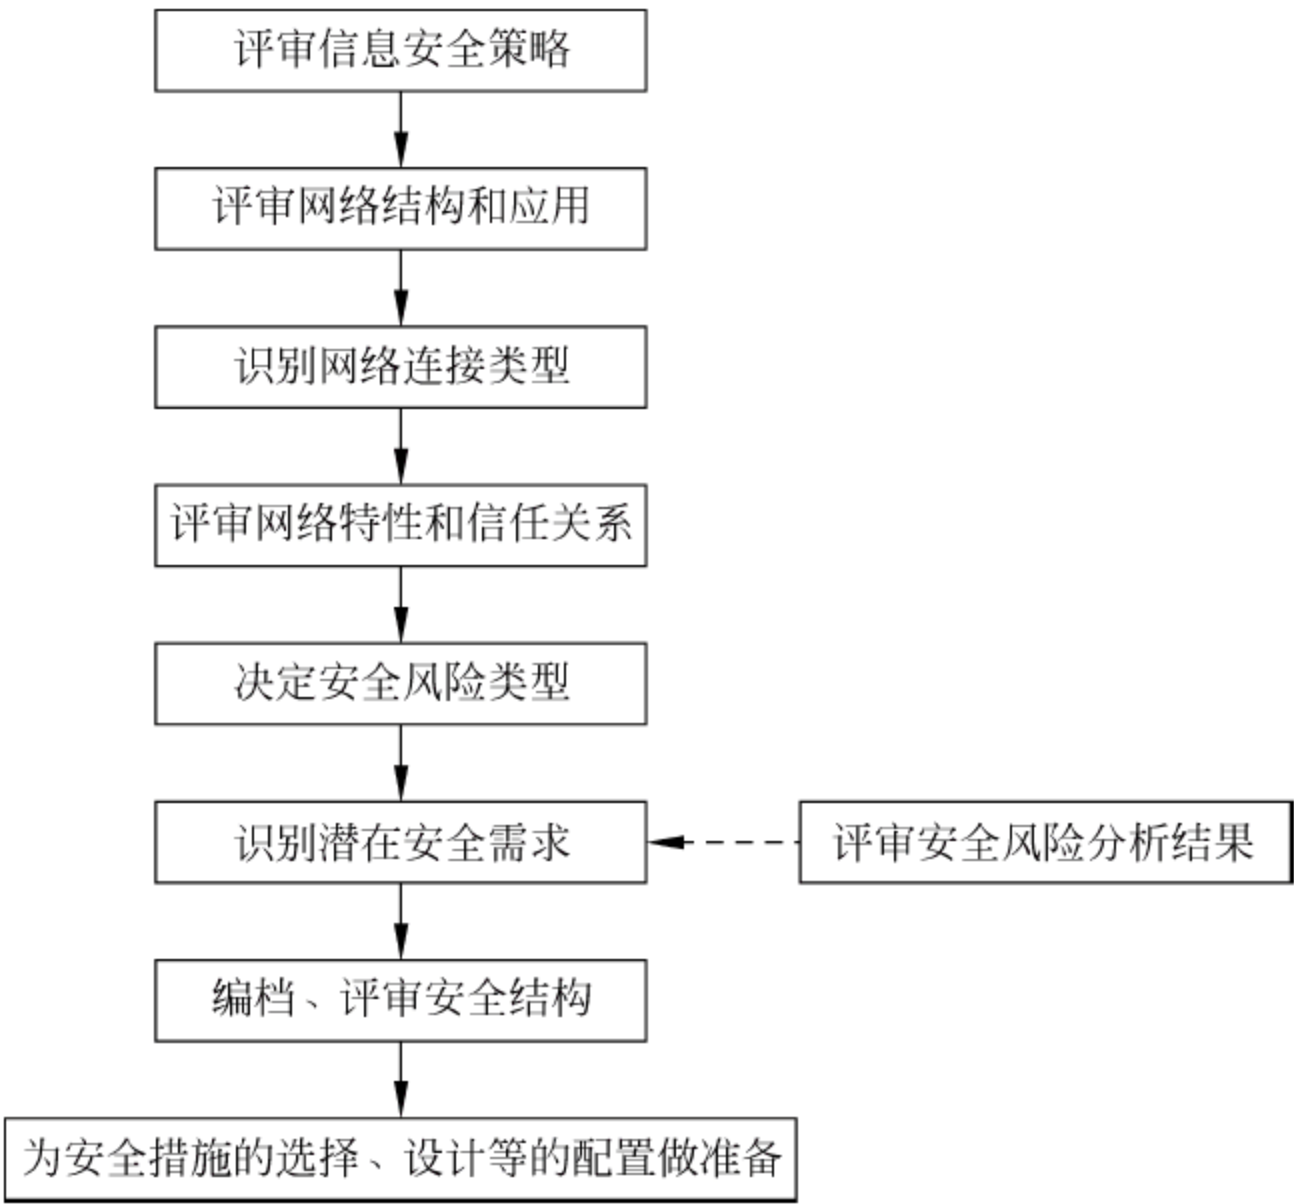 评审信息安全策略
评审网络结构和应用
识别网络连接类型
评审网络特性和信任关系
决定安全风险类型
识别潜在安全需求
评审安全风险分析结果
编档、评审安全结构
为安全措施的选择、设计等的配置做准备